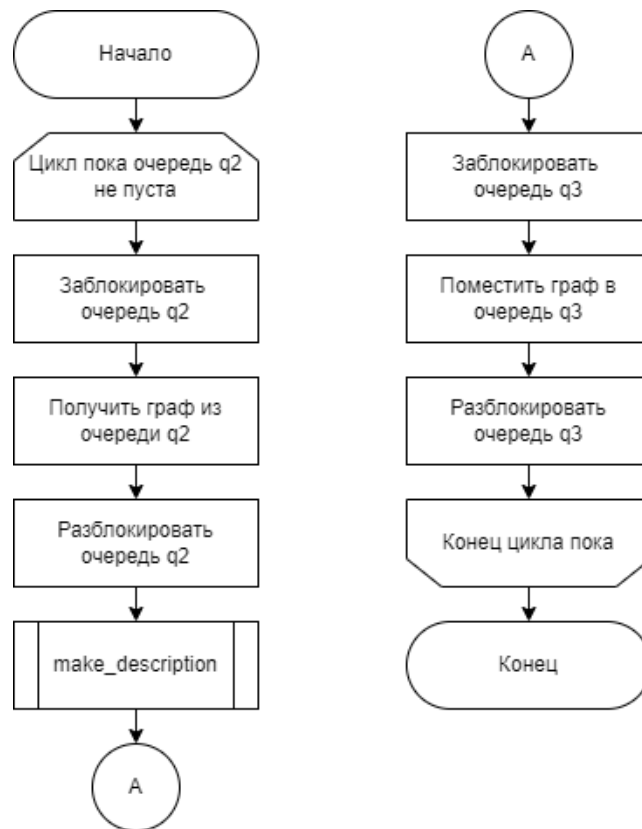 Начало
Цикл пока очередь q2
не пуста
Заблокировать
очередь q2
Получить граф из
очереди q2
Разблокировать
очередь q2
make_description
A
A
Заблокировать
очередь q3
Поместить граф в
очередь q3
Разблокировать
очередь q3
Конец цикла пока
Конец